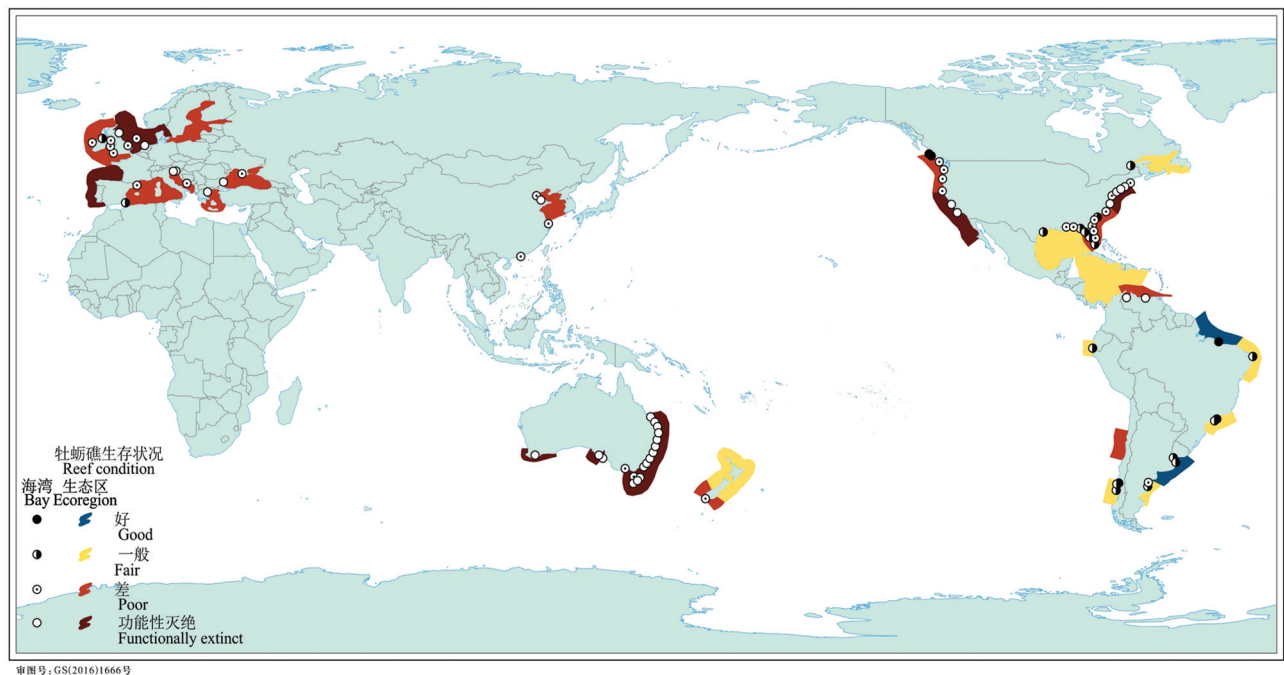 牡蛎礁生存状况
Reef condition
海湾 生态区
Bay Ecoregion
好
Good
一般
Fair
差
Poor
功能性灭绝
Functionally extinct
审图号：GS(2016)1666号